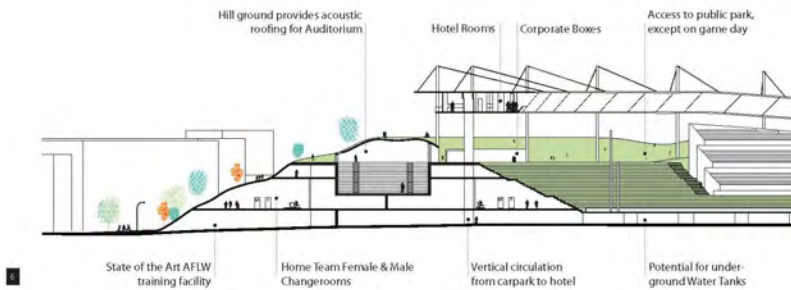 Hill ground provides acoustic
roofing for Auditorium
Hotel Rooms
Corporate Boxes
Access to public park,
except on game day
6
State of the Art AFLW
training facility
Home Team Female & Male
Changerooms
Vertical circulation
from carpark to hotel
Potential for under-
ground Water Tanks